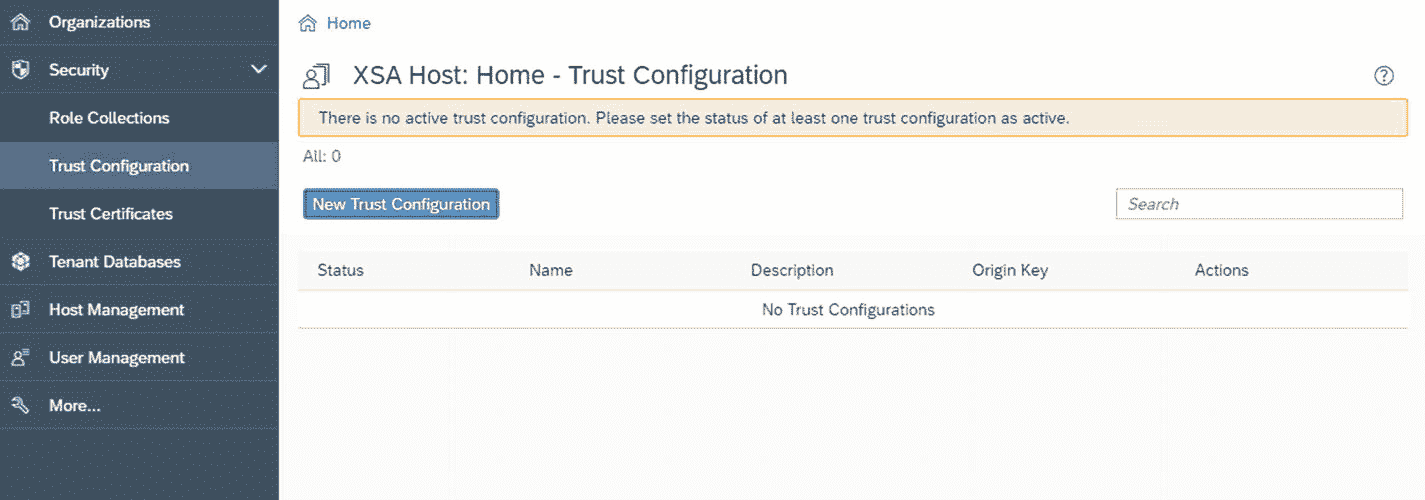 Organizations
Security
Role Collections
Trust Configuration
Trust Certificates
Tenant Databases
Host Management
User Management
More...
Home
XSA Host: Home - Trust Configuration
?
There is no active trust configuration. Please set the status of at least one trust configuration as active.
All: 0
New Trust Configuration
Search
Status Name Description Origin Key Actions
No Trust Configurations